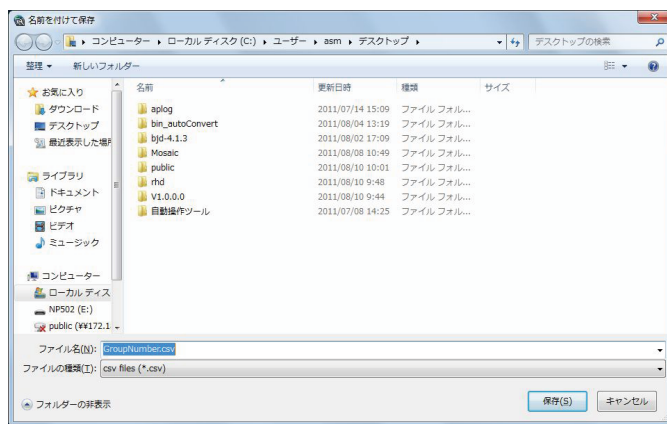 名前を付けて保存
コンピューター ▸ ローカル ディスク (C:) ▸ ユーザー ▸ asm ▸ デスクトップ ▸
デスクトップの検索
整理 新しいフォルダー
名前 更新日時 種類 サイズ
お気に入り
ダウンロード
デスクトップ
最近表示した場所
ライブラリ
ドキュメント
ピクチャ
ビデオ
ミュージック
コンピューター
ローカル ディス
NP502 (E:)
public (¥¥172.1
aplog 2011/07/14 15:09 ファイル フォル...
bin_autoConvert 2011/08/04 13:19 ファイル フォル...
bjd-4.1.3 2011/08/02 17:09 ファイル フォル...
Mosaic 2011/08/08 10:49 ファイル フォル...
public 2011/08/10 10:01 ファイル フォル...
rhd 2011/08/10 9:48 ファイル フォル...
V1.0.0.0 2011/08/10 9:44 ファイル フォル...
自動操作ツール 2011/07/08 14:25 ファイル フォル...
ファイル名(N): GroupNumber.csv
ファイルの種類(T): csv files (*.csv)
フォルダーの非表示
保存(S) キャンセル